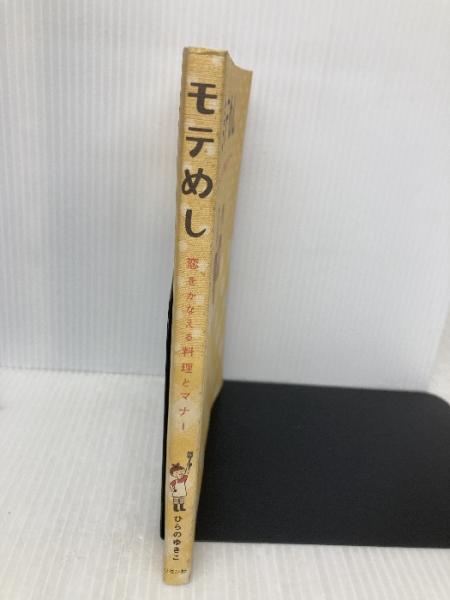 モテめし
恋をかなえる料理とマナー
ひらのゆきこ